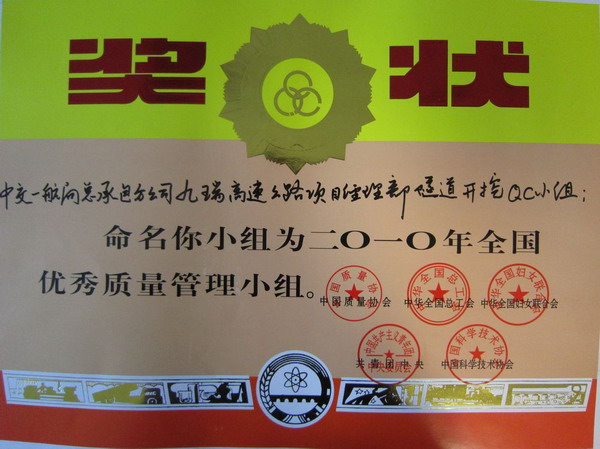 奖状
中交一航局总承包分公司九瑞高速公路项目经理部隧道开挖QC小组：
命名你小组为二〇一〇年全国
优秀质量管理小组。
中国质量协会 中华全国总工会 中华全国妇女联合会
共青团中央 中国科学技术协会